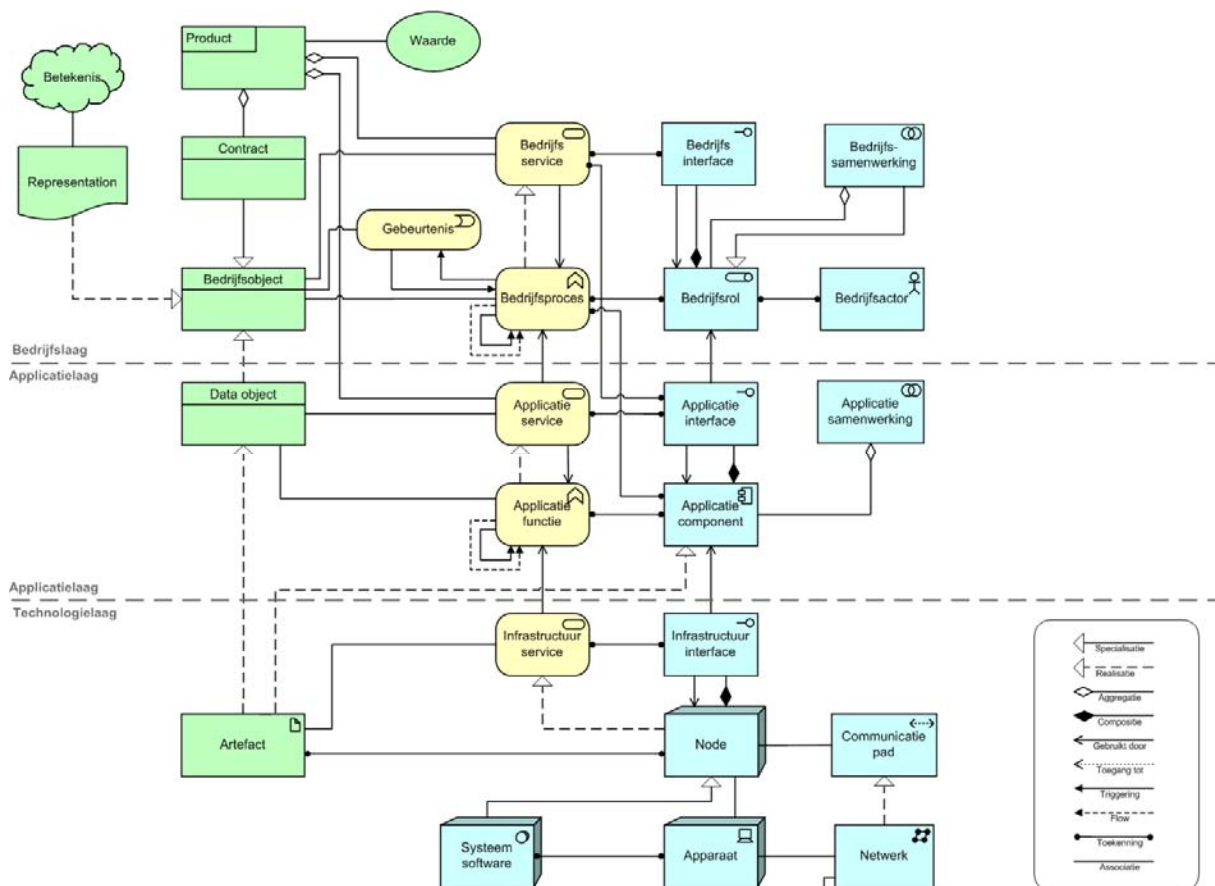 Product
Waarde
Betekenis
Contract
Representation
Bedrijfs
service
Bedrijfs
interface
Bedrijfs-
samenwerking
Gebeurtenis
Bedrijfsobject
Bedrijfsproces
Bedrijfsrol
Bedrijfsactor
Bedrijfslaag
Applicatielaag
Data object
Applicatie
service
Applicatie
interface
Applicatie
samenwerking
Applicatie
functie
Applicatie
component
Applicatielaag
Technologielaag
Infrastructuur
service
Infrastructuur
interface
Artefact
Node
Communicatie
pad
Systeem
software
Apparaat
Netwerk
Specialisatie
Realisatie
Aggregatie
Compositie
Gebruikt door
Toegang tot
Triggering
Flow
Toekenning
Associatie